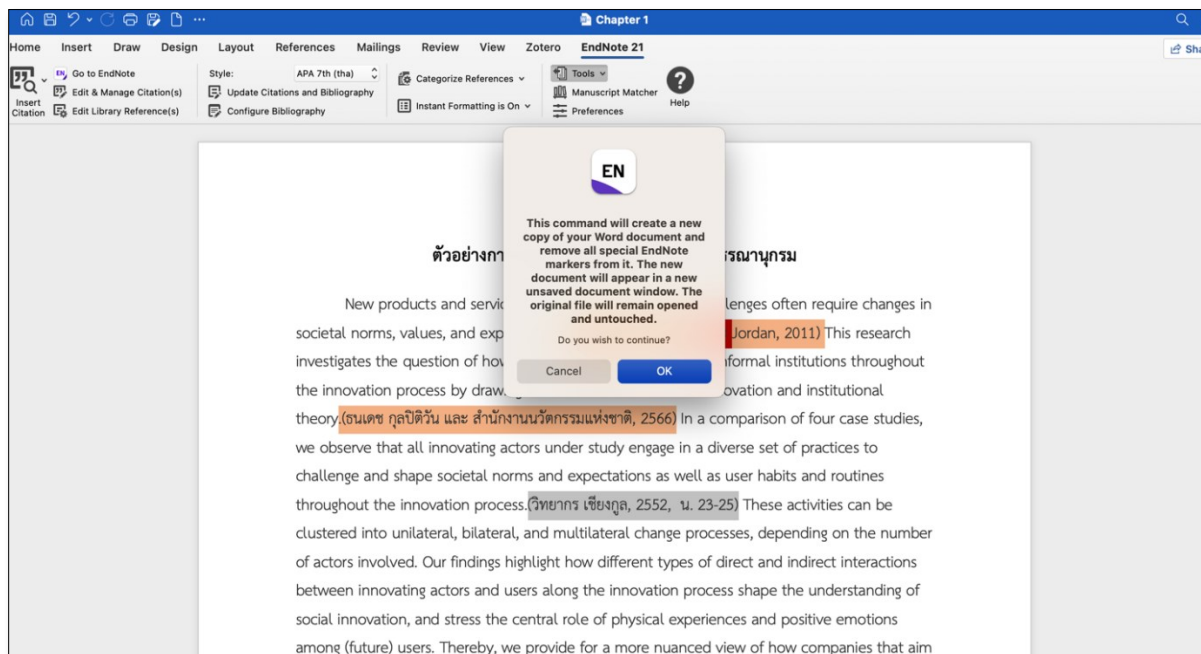 Chapter 1
Home Insert Draw Design Layout References Mailings Review View Zotero EndNote 21
Sha
Insert Citation
Go to EndNote
Edit & Manage Citation(s)
Edit Library Reference(s)
Style: APA 7th (tha)
Update Citations and Bibliography
Configure Bibliography
Categorize References
Instant Formatting is On
Tools
Manuscript Matcher
Preferences
?
Help
EN
This command will create a new
copy of your Word document and
remove all special EndNote
markers from it. The new
document will appear in a new
unsaved document window. The
original file will remain opened
and untouched.
Do you wish to continue?
Cancel OK
ตัวอย่างกา รณานุกรม
New products and servic lenges often require changes in
societal norms, values, and exp Jordan, 2011) This research
investigates the question of how nformal institutions throughout
the innovation process by draw ovation and institutional
theory.(ธนเดช กุลปิติวัน และ สำนักงานนวัตกรรมแห่งชาติ, 2566) In a comparison of four case studies,
we observe that all innovating actors under study engage in a diverse set of practices to
challenge and shape societal norms and expectations as well as user habits and routines
throughout the innovation process.(วิทยากร เชียงกูล, 2552, น. 23-25) These activities can be
clustered into unilateral, bilateral, and multilateral change processes, depending on the number
of actors involved. Our findings highlight how different types of direct and indirect interactions
between innovating actors and users along the innovation process shape the understanding of
social innovation, and stress the central role of physical experiences and positive emotions
among (future) users. Thereby, we provide for a more nuanced view of how companies that aim